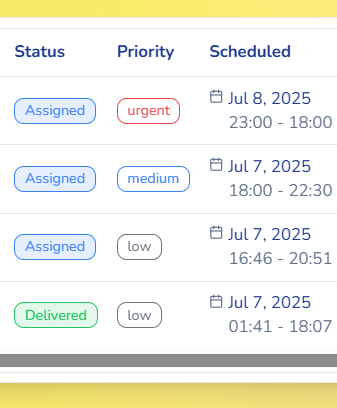 Status Priority Scheduled
Assigned urgent Jul 8, 2025
23:00 - 18:00
Assigned medium Jul 7, 2025
18:00 - 22:30
Assigned low Jul 7, 2025
16:46 - 20:51
Delivered low Jul 7, 2025
01:41 - 18:07